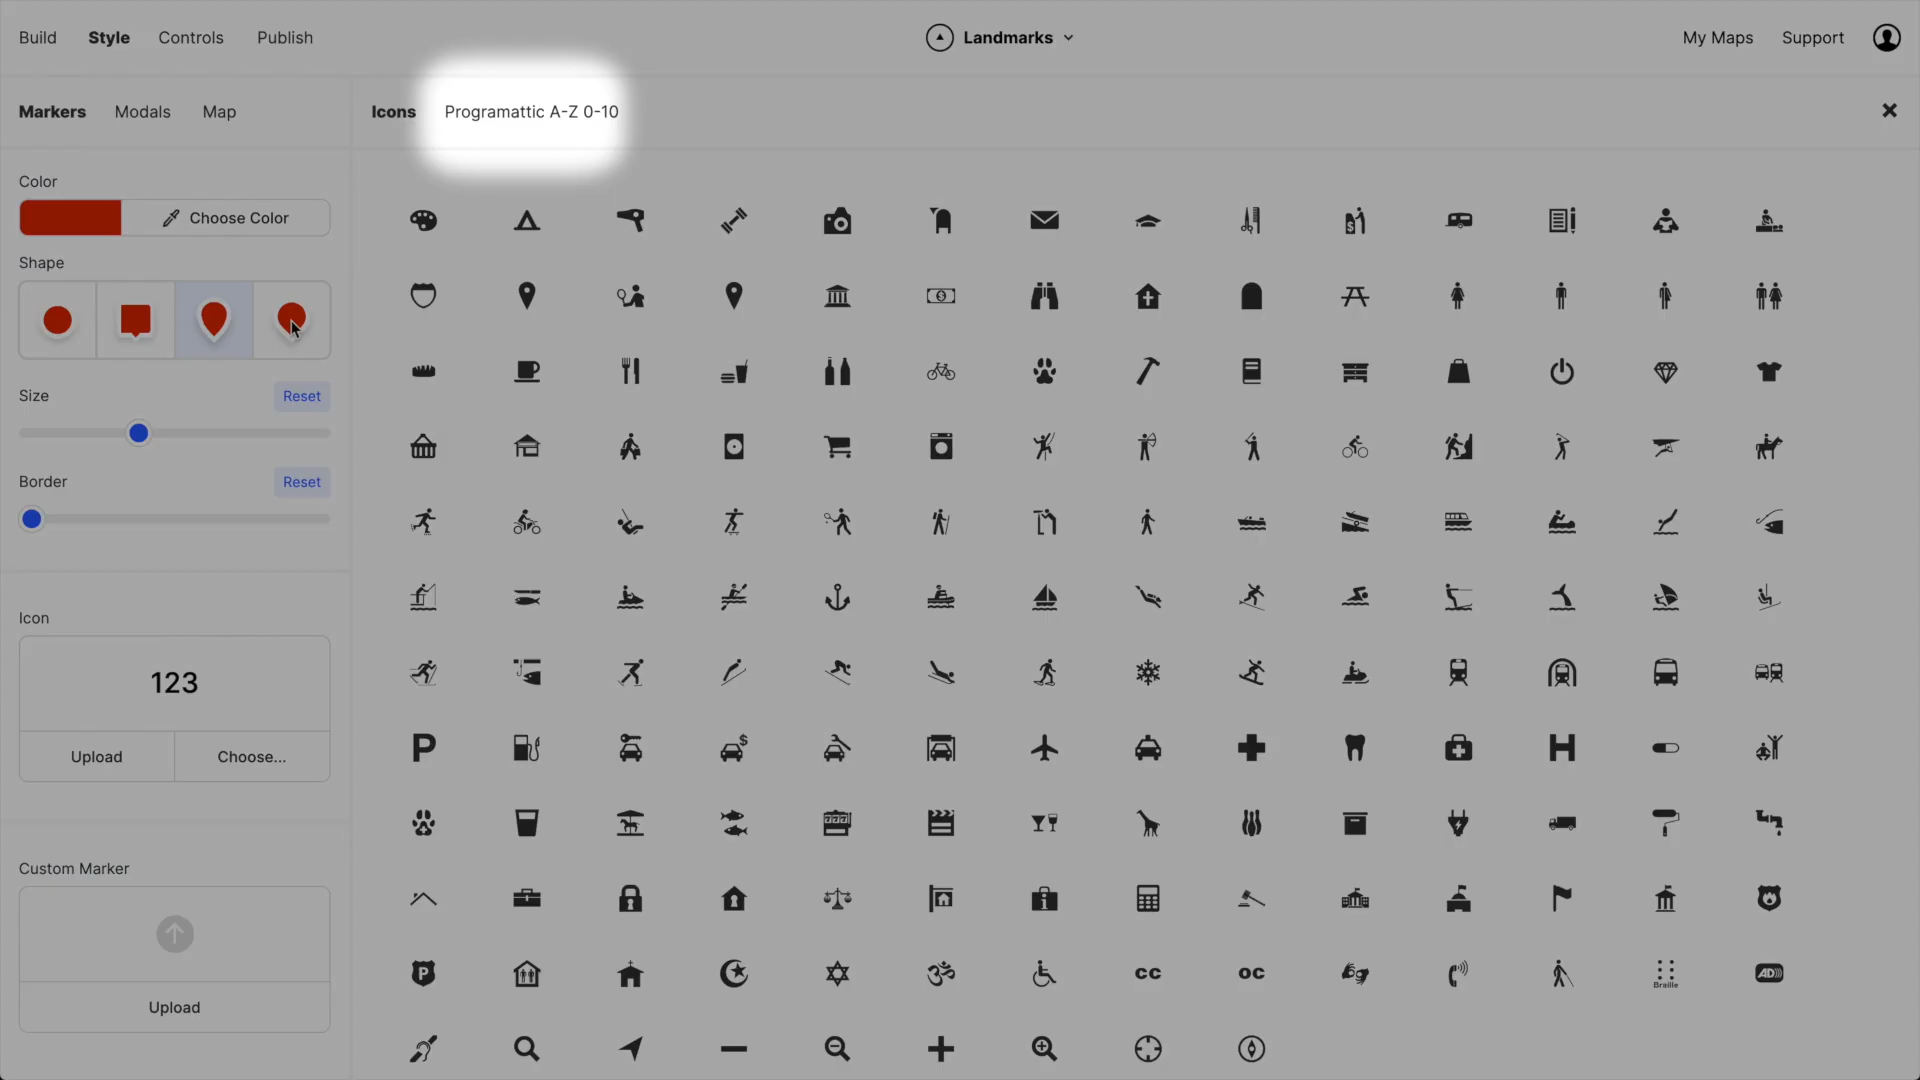 Build Style Controls Publish Landmarks My Maps Support
Markers Modals Map Icons Programattic A-Z 0-10
Color
Choose Color
Shape
Size Reset
Border Reset
Icon
123
Upload Choose...
Custom Marker
Upload
$
$
P
$
H
777
i
P
CC OC
Braille
AD